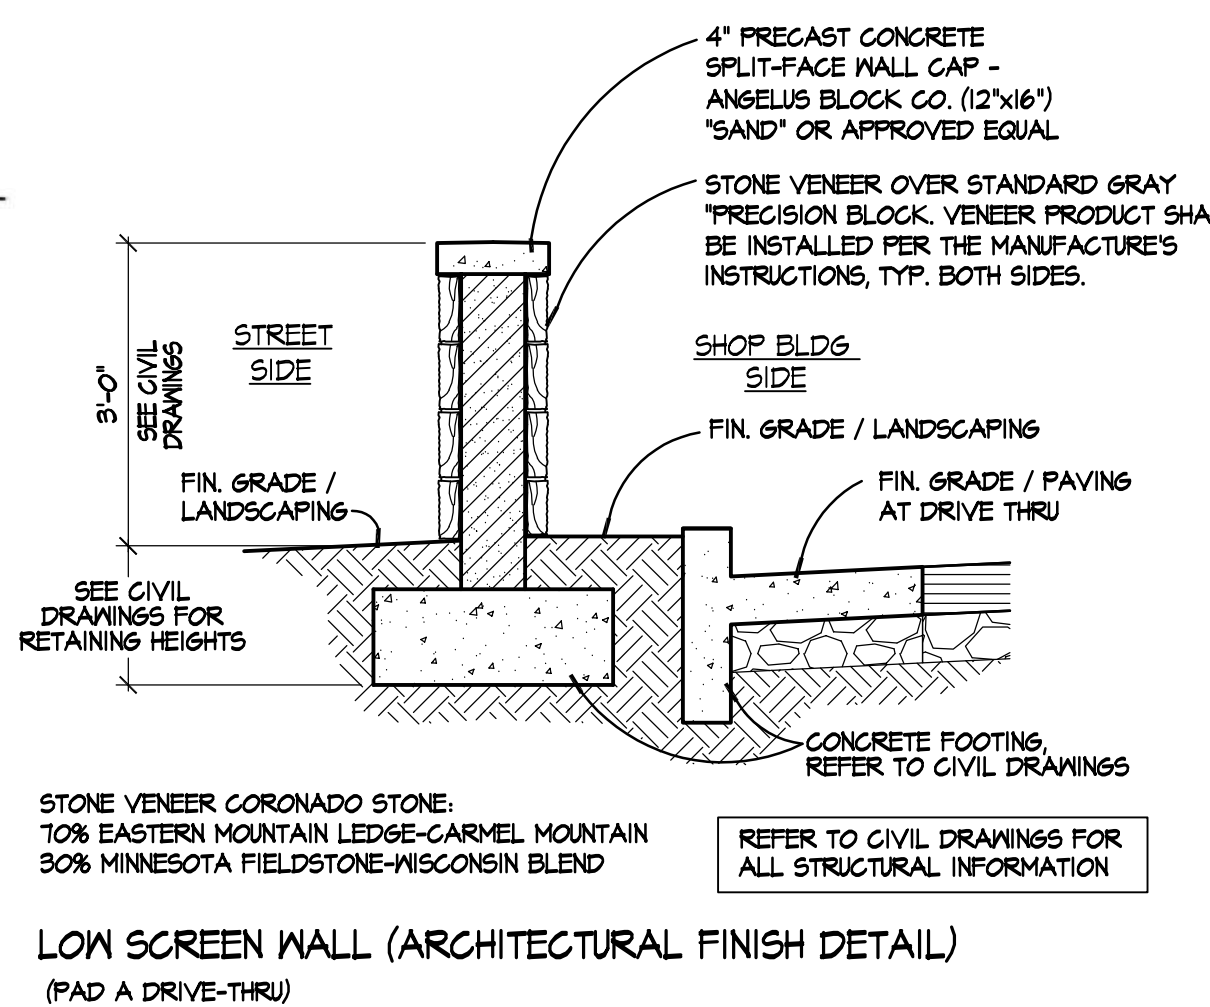 4" PRECAST CONCRETE
SPLIT-FACE WALL CAP -
ANGELUS BLOCK CO. (12"x16")
"SAND" OR APPROVED EQUAL
STONE VENEER OVER STANDARD GRAY
"PRECISION BLOCK. VENEER PRODUCT SHA
BE INSTALLED PER THE MANUFACTURE'S
INSTRUCTIONS, TYP. BOTH SIDES.
STREET
SIDE
SHOP BLDG
SIDE
3'-0"
SEE CIVIL
DRAWINGS
FIN. GRADE / LANDSCAPING
FIN. GRADE /
LANDSCAPING
FIN. GRADE / PAVING
AT DRIVE THRU
SEE CIVIL
DRAWINGS FOR
RETAINING HEIGHTS
CONCRETE FOOTING,
REFER TO CIVIL DRAWINGS
STONE VENEER CORONADO STONE:
70% EASTERN MOUNTAIN LEDGE-CARMEL MOUNTAIN
30% MINNESOTA FIELDSTONE-WISCONSIN BLEND
REFER TO CIVIL DRAWINGS FOR
ALL STRUCTURAL INFORMATION
LOW SCREEN WALL (ARCHITECTURAL FINISH DETAIL)
(PAD A DRIVE-THRU)